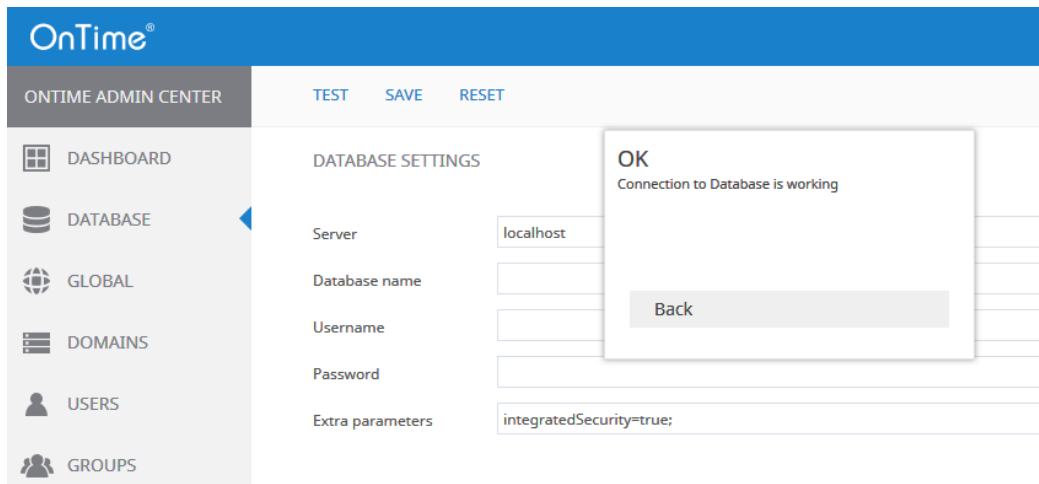 OnTime®
ONTIME ADMIN CENTER
TEST SAVE RESET
DASHBOARD
DATABASE
GLOBAL
DOMAINS
USERS
GROUPS
DATABASE SETTINGS
Server localhost
Database name
Username
Password
Extra parameters integratedSecurity=true;
OK
Connection to Database is working
Back